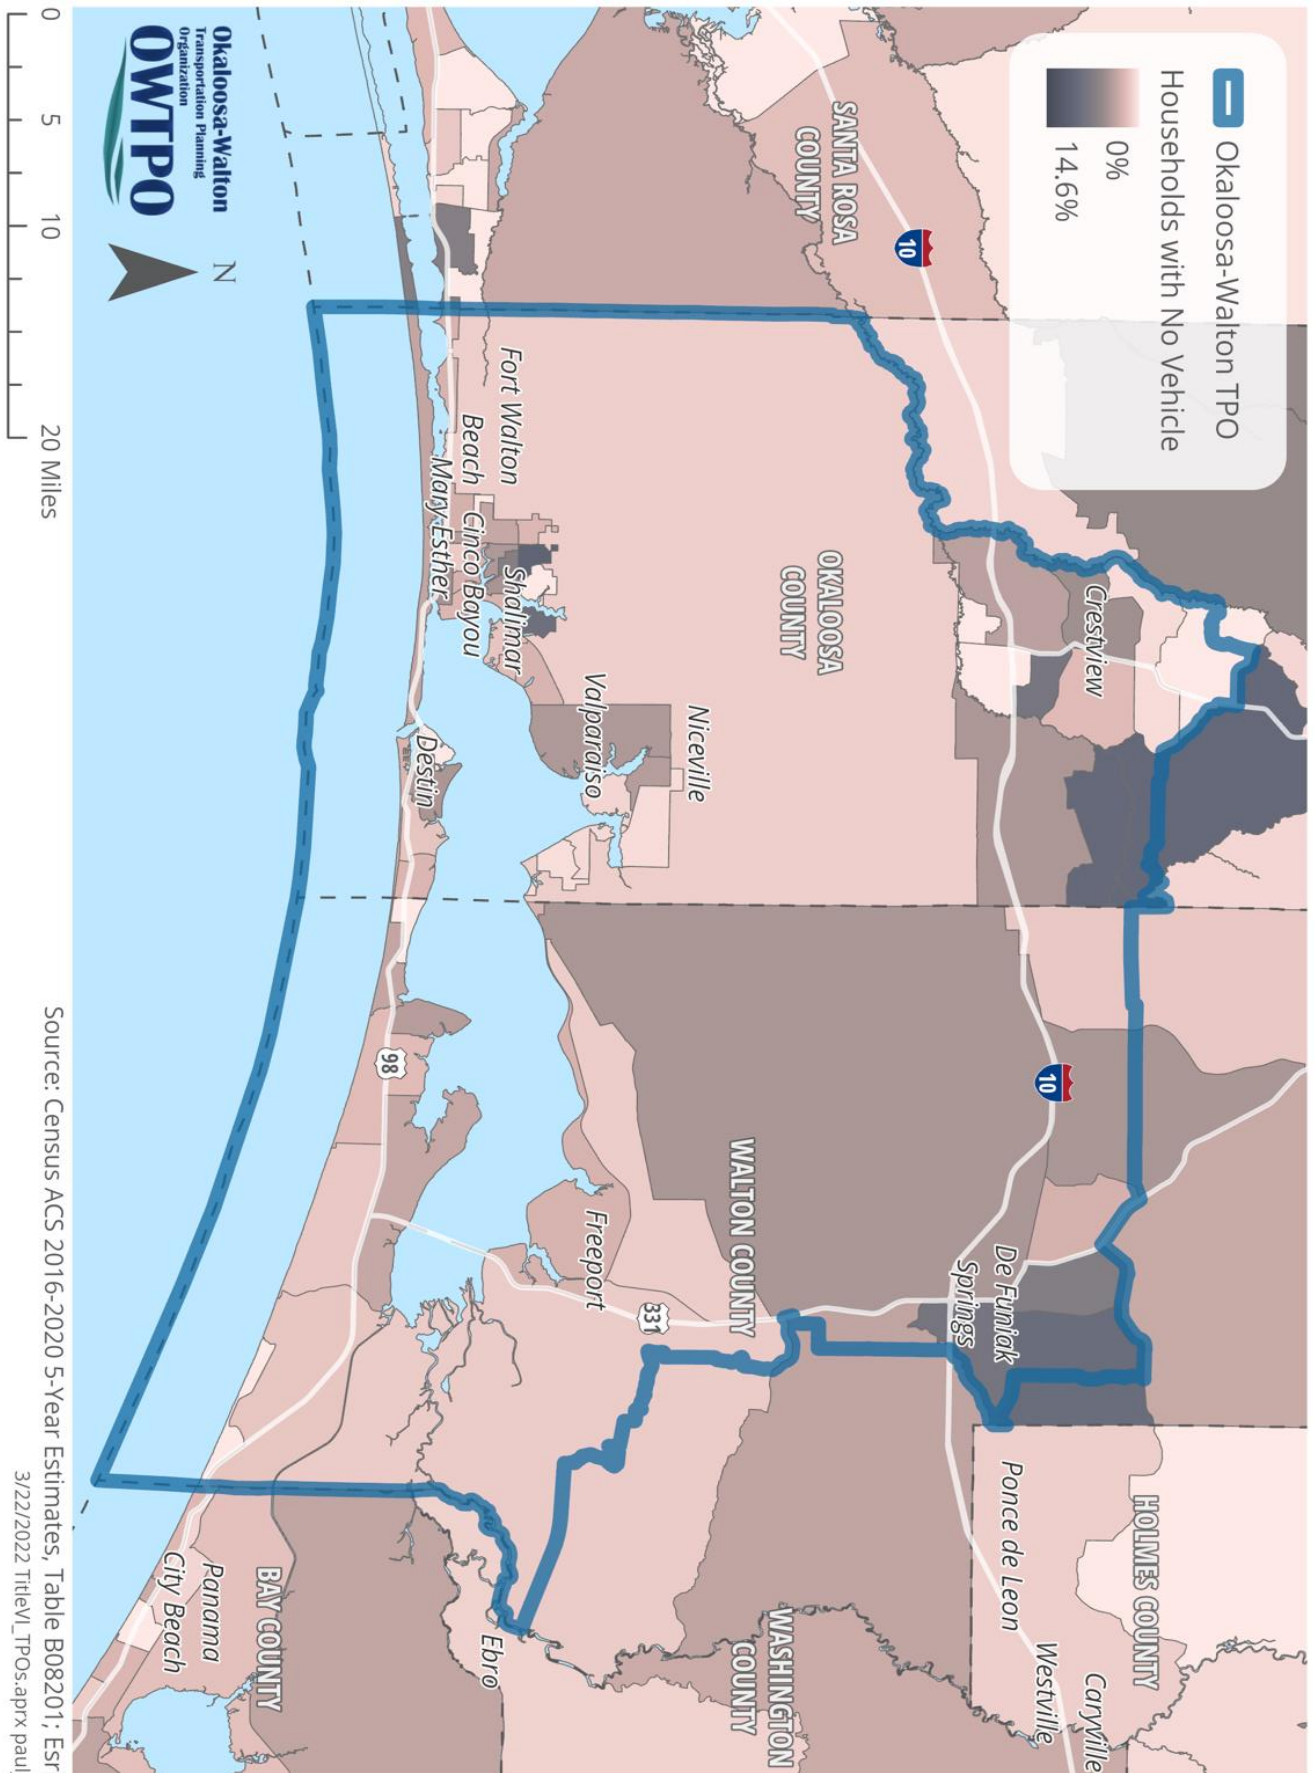 Okaloosa-Walton TPO
Households with No Vehicle
0%
14.6%
SANTA ROSA
COUNTY
10
OKALOOSA
COUNTY
Crestview
Niceville
Valparaiso
Fort Walton
Beach
Mary Esther
Cinco Bayou
Shalimar
Destin
98
10
WALTON COUNTY
Freeport
331
De Funiak
Springs
HOLMES COUNTY
Ponce de Leon
Westville
Caryville
WASHINGTON
COUNTY
Ebro
BAY COUNTY
Panama
City Beach
Okaloosa-Walton
Transportation Planning
Organization
OWTPO
N
0
5
10
20 Miles
Source: Census ACS 2016-2020 5-Year Estimates, Table B08201; Esr
3/22/2022 TitleVI_TPOs.aprx paul